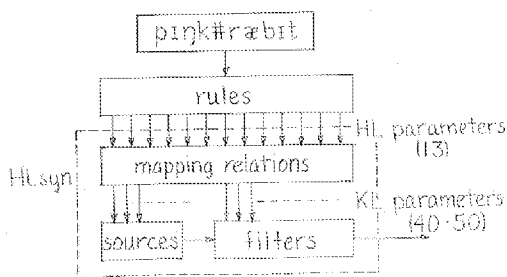 pɪŋk#ræbɪt
rules
HL parameters
(13)
mapping relations
HLsyn
KL parameters
(40-50)
sources
filters